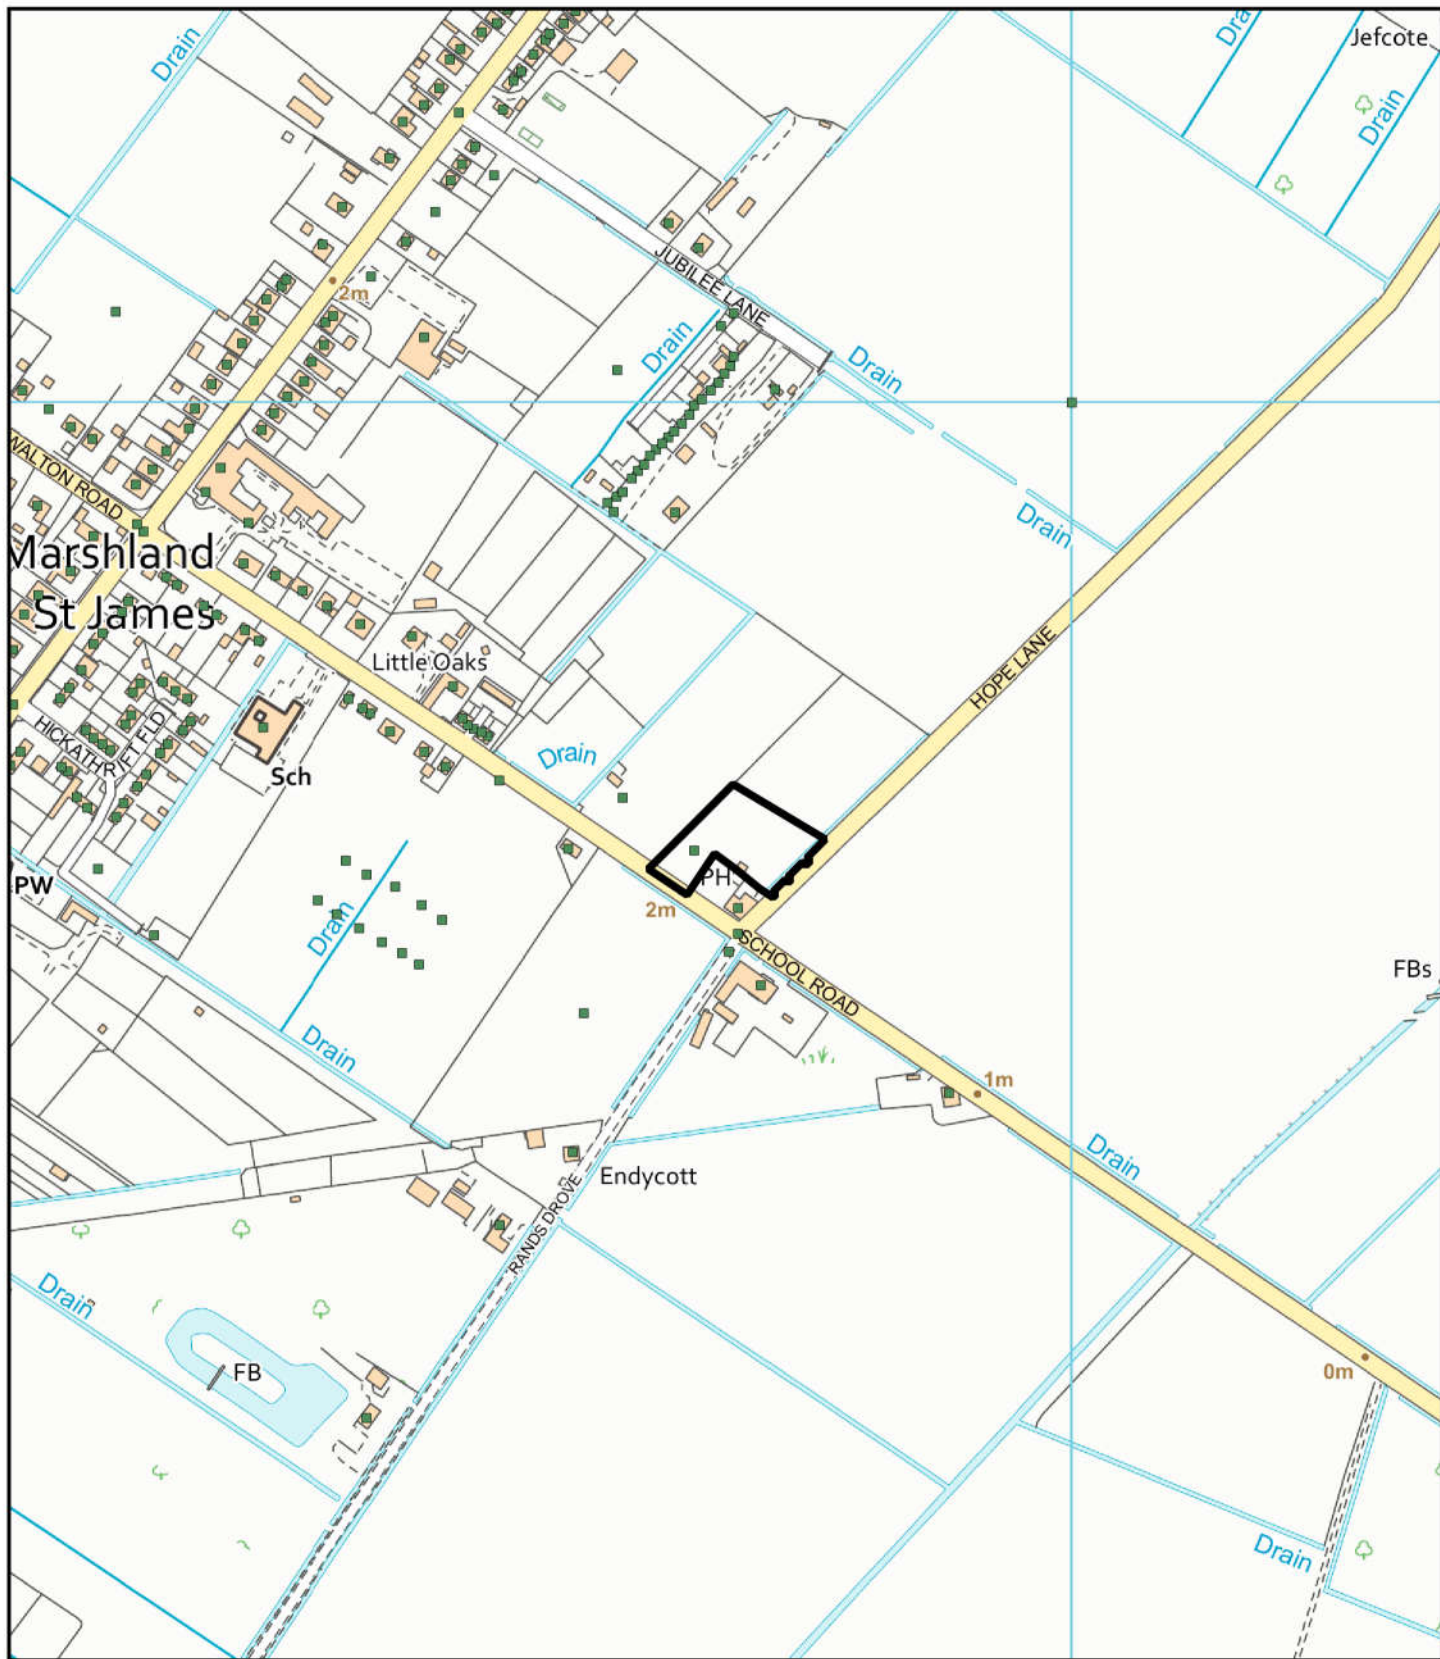 Drain
Drain
Jefcote
Drain
JUBILEE LANE
2m
Drain
Drain
WALTON ROAD
Drain
Marshland
St James
HOPE LANE
Little Oaks
HICKATHRIFT FLD
Drain
Sch
PW
PH
2m
Drain
SCHOOL ROAD
FBs
Drain
1m
Drain
Endycott
RANDS DROVE
Drain
FB
0m
Drain